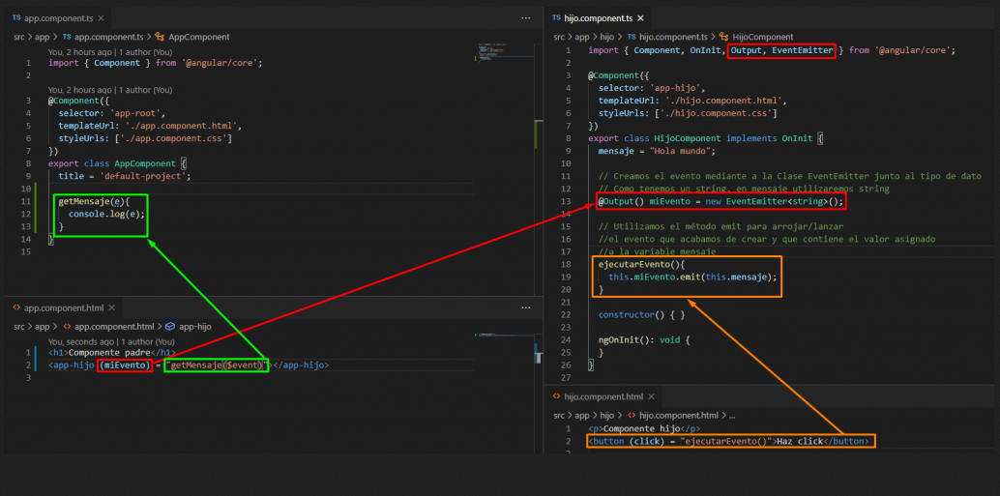 TS app.component.ts ×
src > app > TS app.component.ts > AppComponent
You, 2 hours ago | 1 author (You)
1 import { Component } from '@angular/core';
2
You, 2 hours ago | 1 author (You)
3 @Component({
4 selector: 'app-root',
5 templateUrl: './app.component.html',
6 styleUrls: ['./app.component.css']
7 })
8 export class AppComponent {
9 title = 'default-project';
10
11 getMensaje(e){
12 console.log(e);
13 }
14 }
15
app.component.html ×
src > app > app.component.html > app-hijo
You, seconds ago | 1 author (You)
1 <h1>Componente padre</h1>
2 <app-hijo (miEvento) = "getMensaje($event)"></app-hijo>
3
TS hijo.component.ts ×
src > app > hijo > TS hijo.component.ts > HijoComponent
1 import { Component, OnInit, Output, EventEmitter } from '@angular/core';
2
3 @Component({
4 selector: 'app-hijo',
5 templateUrl: './hijo.component.html',
6 styleUrls: ['./hijo.component.css']
7 })
8 export class HijoComponent implements OnInit {
9 mensaje = "Hola mundo";
10
11 // Creamos el evento mediante a la Clase EventEmitter junto al tipo de dato
12 // Como tenemos un string, en mensaje utilizaremos string
13 @Output() miEvento = new EventEmitter<string>();
14
15 // Utilizamos el método emit para arrojar/lanzar
16 //el evento que acabamos de crear y que contiene el valor asignado
17 //a la variable mensaje
18 ejecutarEvento(){
19 this.miEvento.emit(this.mensaje);
20 }
21
22 constructor() { }
23
24 ngOnInit(): void {
25 }
26 }
27
hijo.component.html ×
src > app > hijo > hijo.component.html > ...
1 <p>Componente hijo</p>
2 <button (click) = "ejecutarEvento()">Haz click</button>